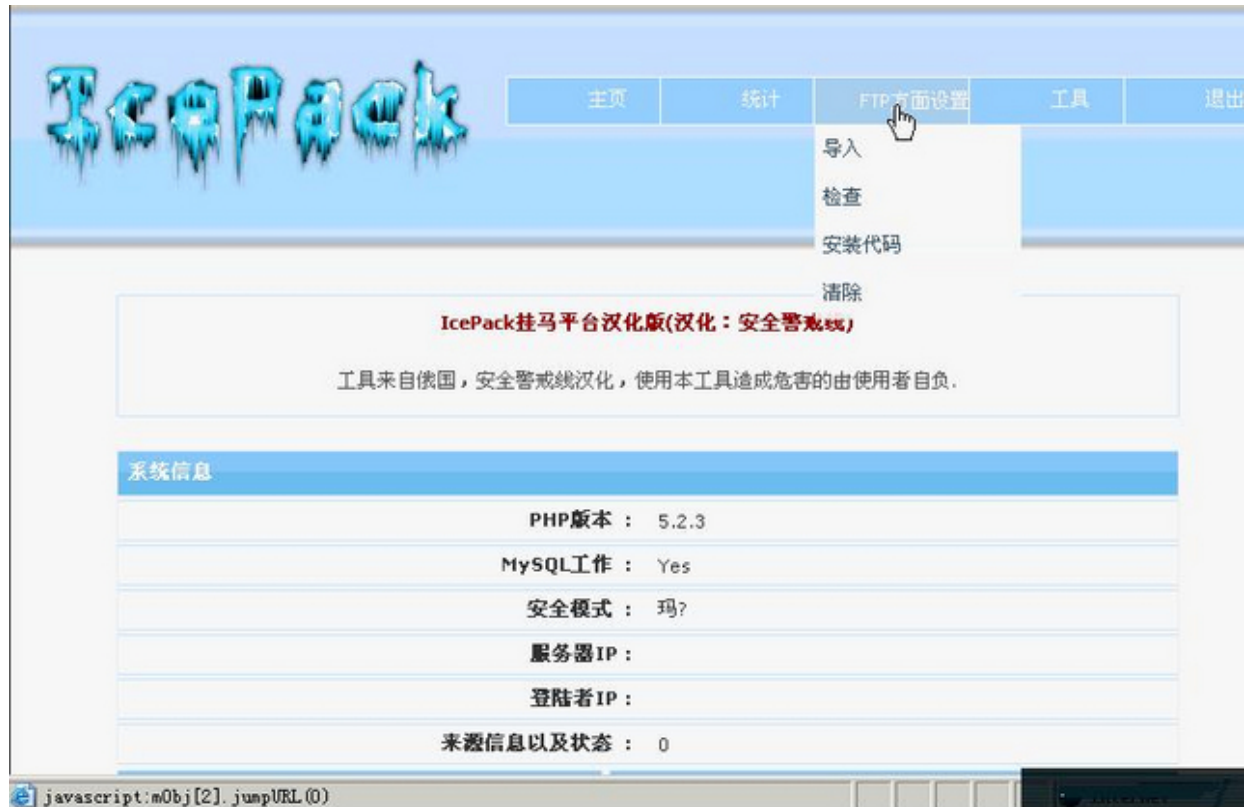 IcePack
主页 统计 FTP方面设置 工具 退出
导入
检查
安装代码
清除
IcePack挂马平台汉化版(汉化：安全警戒线)
工具来自俄国，安全警戒线汉化，使用本工具造成危害的由使用者自负.
系统信息
PHP版本： 5.2.3
MySQL工作： Yes
安全模式： 玛?
服务器IP：
登陆者IP：
来源信息以及状态： 0
javascript:mObj[2].jumpURL(0)
Internet